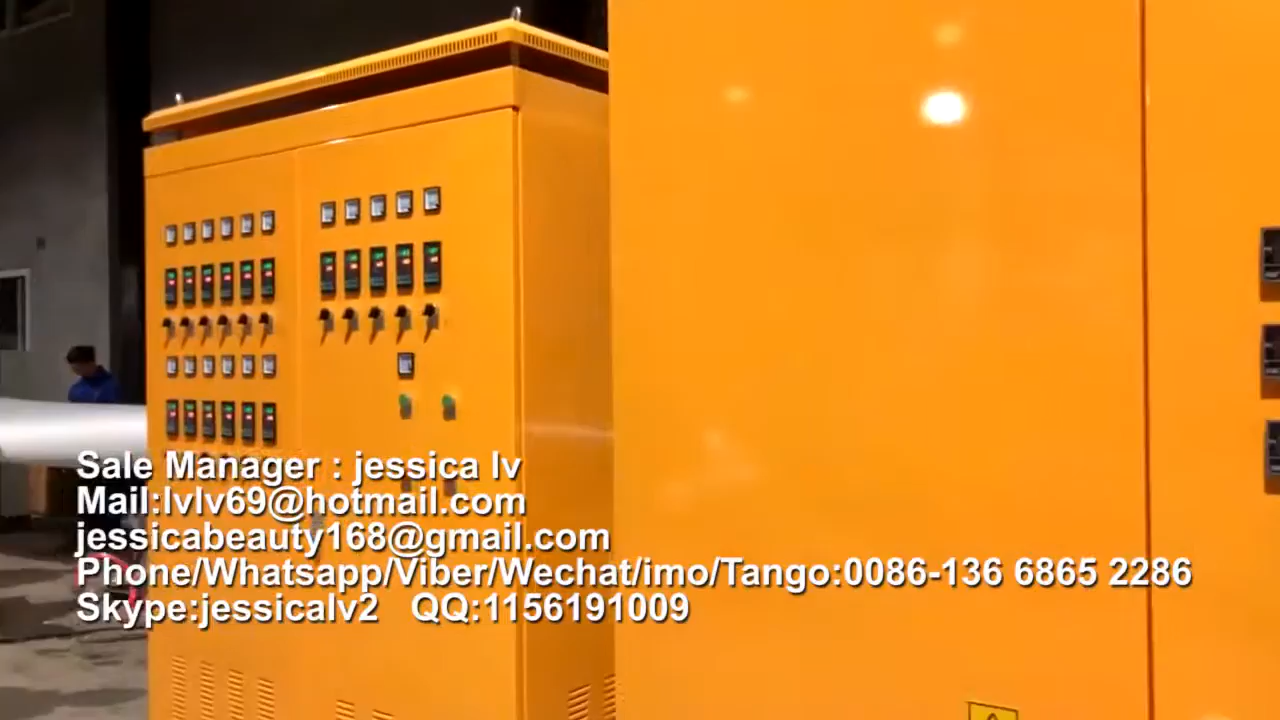 Sale Manager : jessica lv
Mail:lvlv69@hotmail.com
jessicabeauty168@gmail.com
Phone/Whatsapp/Viber/Wechat/imo/Tango:0086-136 6865 2286
Skype:jessicalv2 QQ:1156191009